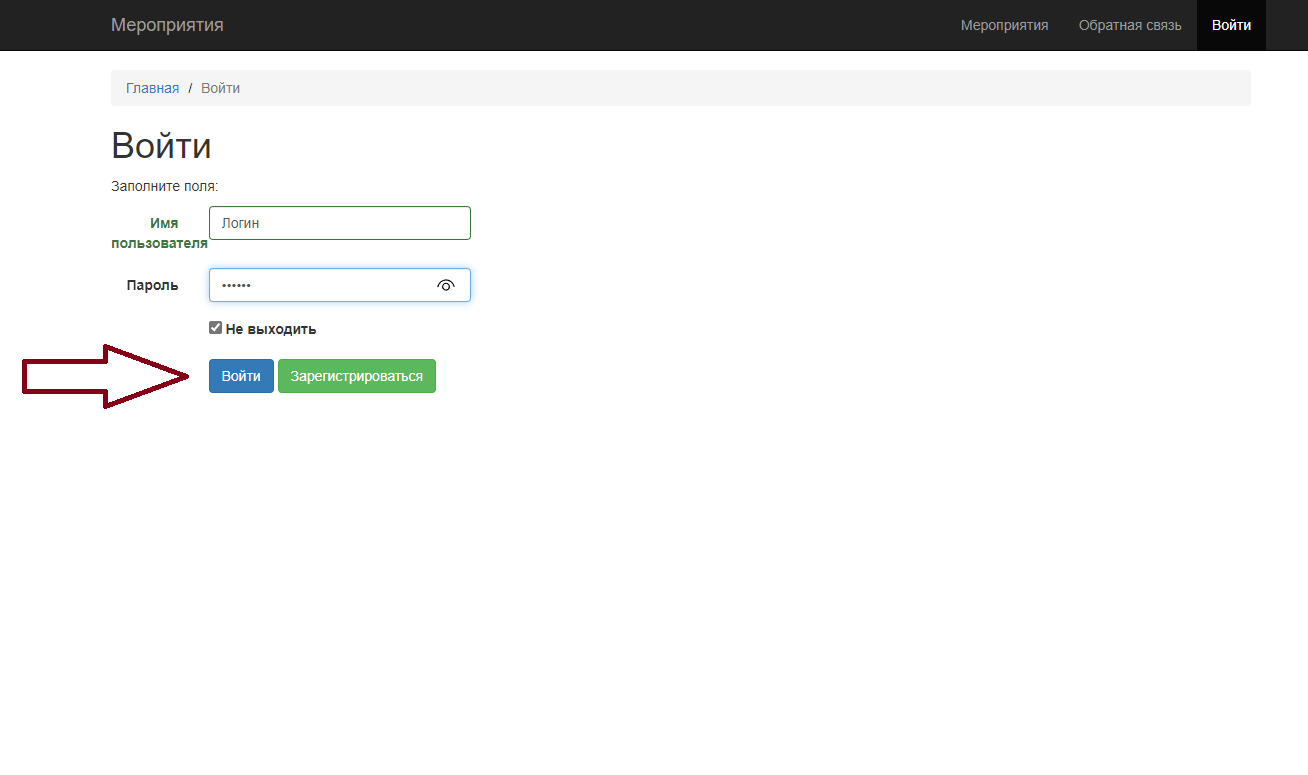 Мероприятия
Мероприятия Обратная связь Войти
Главная / Войти
Войти
Заполните поля:
Имя пользователя
Логин
Пароль
••••••
Не выходить
Войти Зарегистрироваться